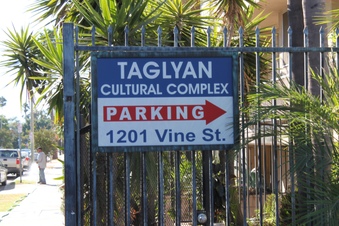 TAGLYAN
CULTURAL COMPLEX
PARKING
1201 Vine St.